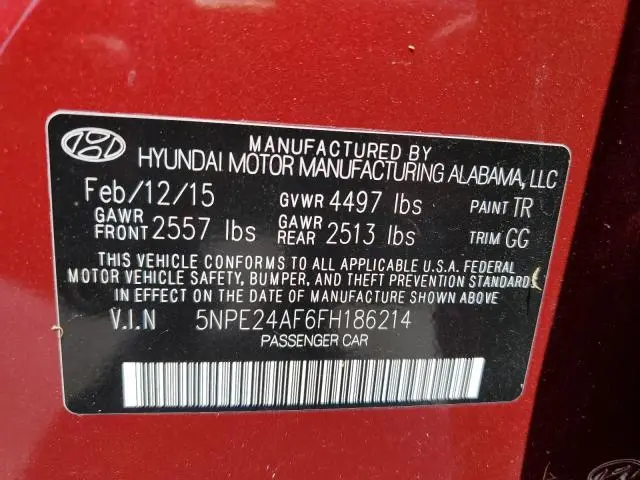 MANUFACTURED BY
HYUNDAI MOTOR MANUFACTURING ALABAMA, LLC
Feb/12/15 GVWR 4497 lbs PAINT TR
GAWR FRONT 2557 lbs GAWR REAR 2513 lbs TRIM GG
THIS VEHICLE CONFORMS TO ALL APPLICABLE U.S.A. FEDERAL
MOTOR VEHICLE SAFETY, BUMPER, AND THEFT PREVENTION STANDARDS
IN EFFECT ON THE DATE OF MANUFACTURE SHOWN ABOVE
V.I.N 5NPE24AF6FH186214
PASSENGER CAR